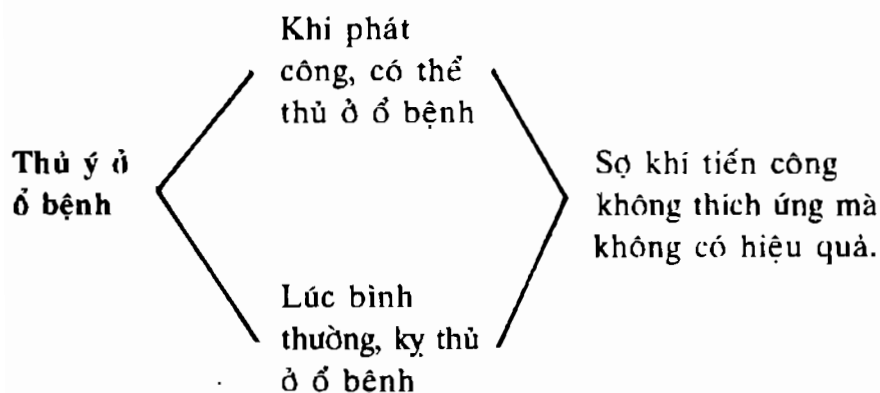 Khi phát
công, có thể
thủ ở ổ bệnh
Thủ ý ở
ổ bệnh
Sợ khí tiến công
không thích ứng mà
không có hiệu quả.
Lúc bình
thường, kỵ thủ
ở ổ bênh